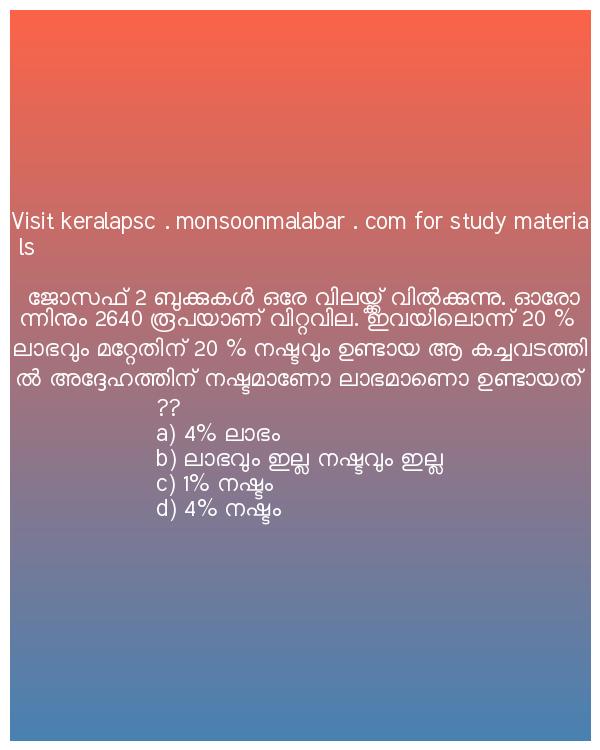 Visit keralapsc . monsoonmalabar . com for study materia
ls
ജോസഫ് 2 ബുക്കുകൾ ഒരേ വിലയ്ക്ക് വിൽക്കുന്നു. ഓരോ
ന്നിനും 2640 രൂപയാണ് വിറ്റവില. ഇവയിലൊന്ന് 20 %
ലാഭവും മറ്റേതിന് 20 % നഷ്ടവും ഉണ്ടായ ആ കച്ചവടത്തി
ൽ അദ്ദേഹത്തിന് നഷ്ടമാണോ ലാഭമാണൊ ഉണ്ടായത്
??
a) 4% ലാഭം
b) ലാഭവും ഇല്ല നഷ്ടവും ഇല്ല
c) 1% നഷ്ടം
d) 4% നഷ്ടം